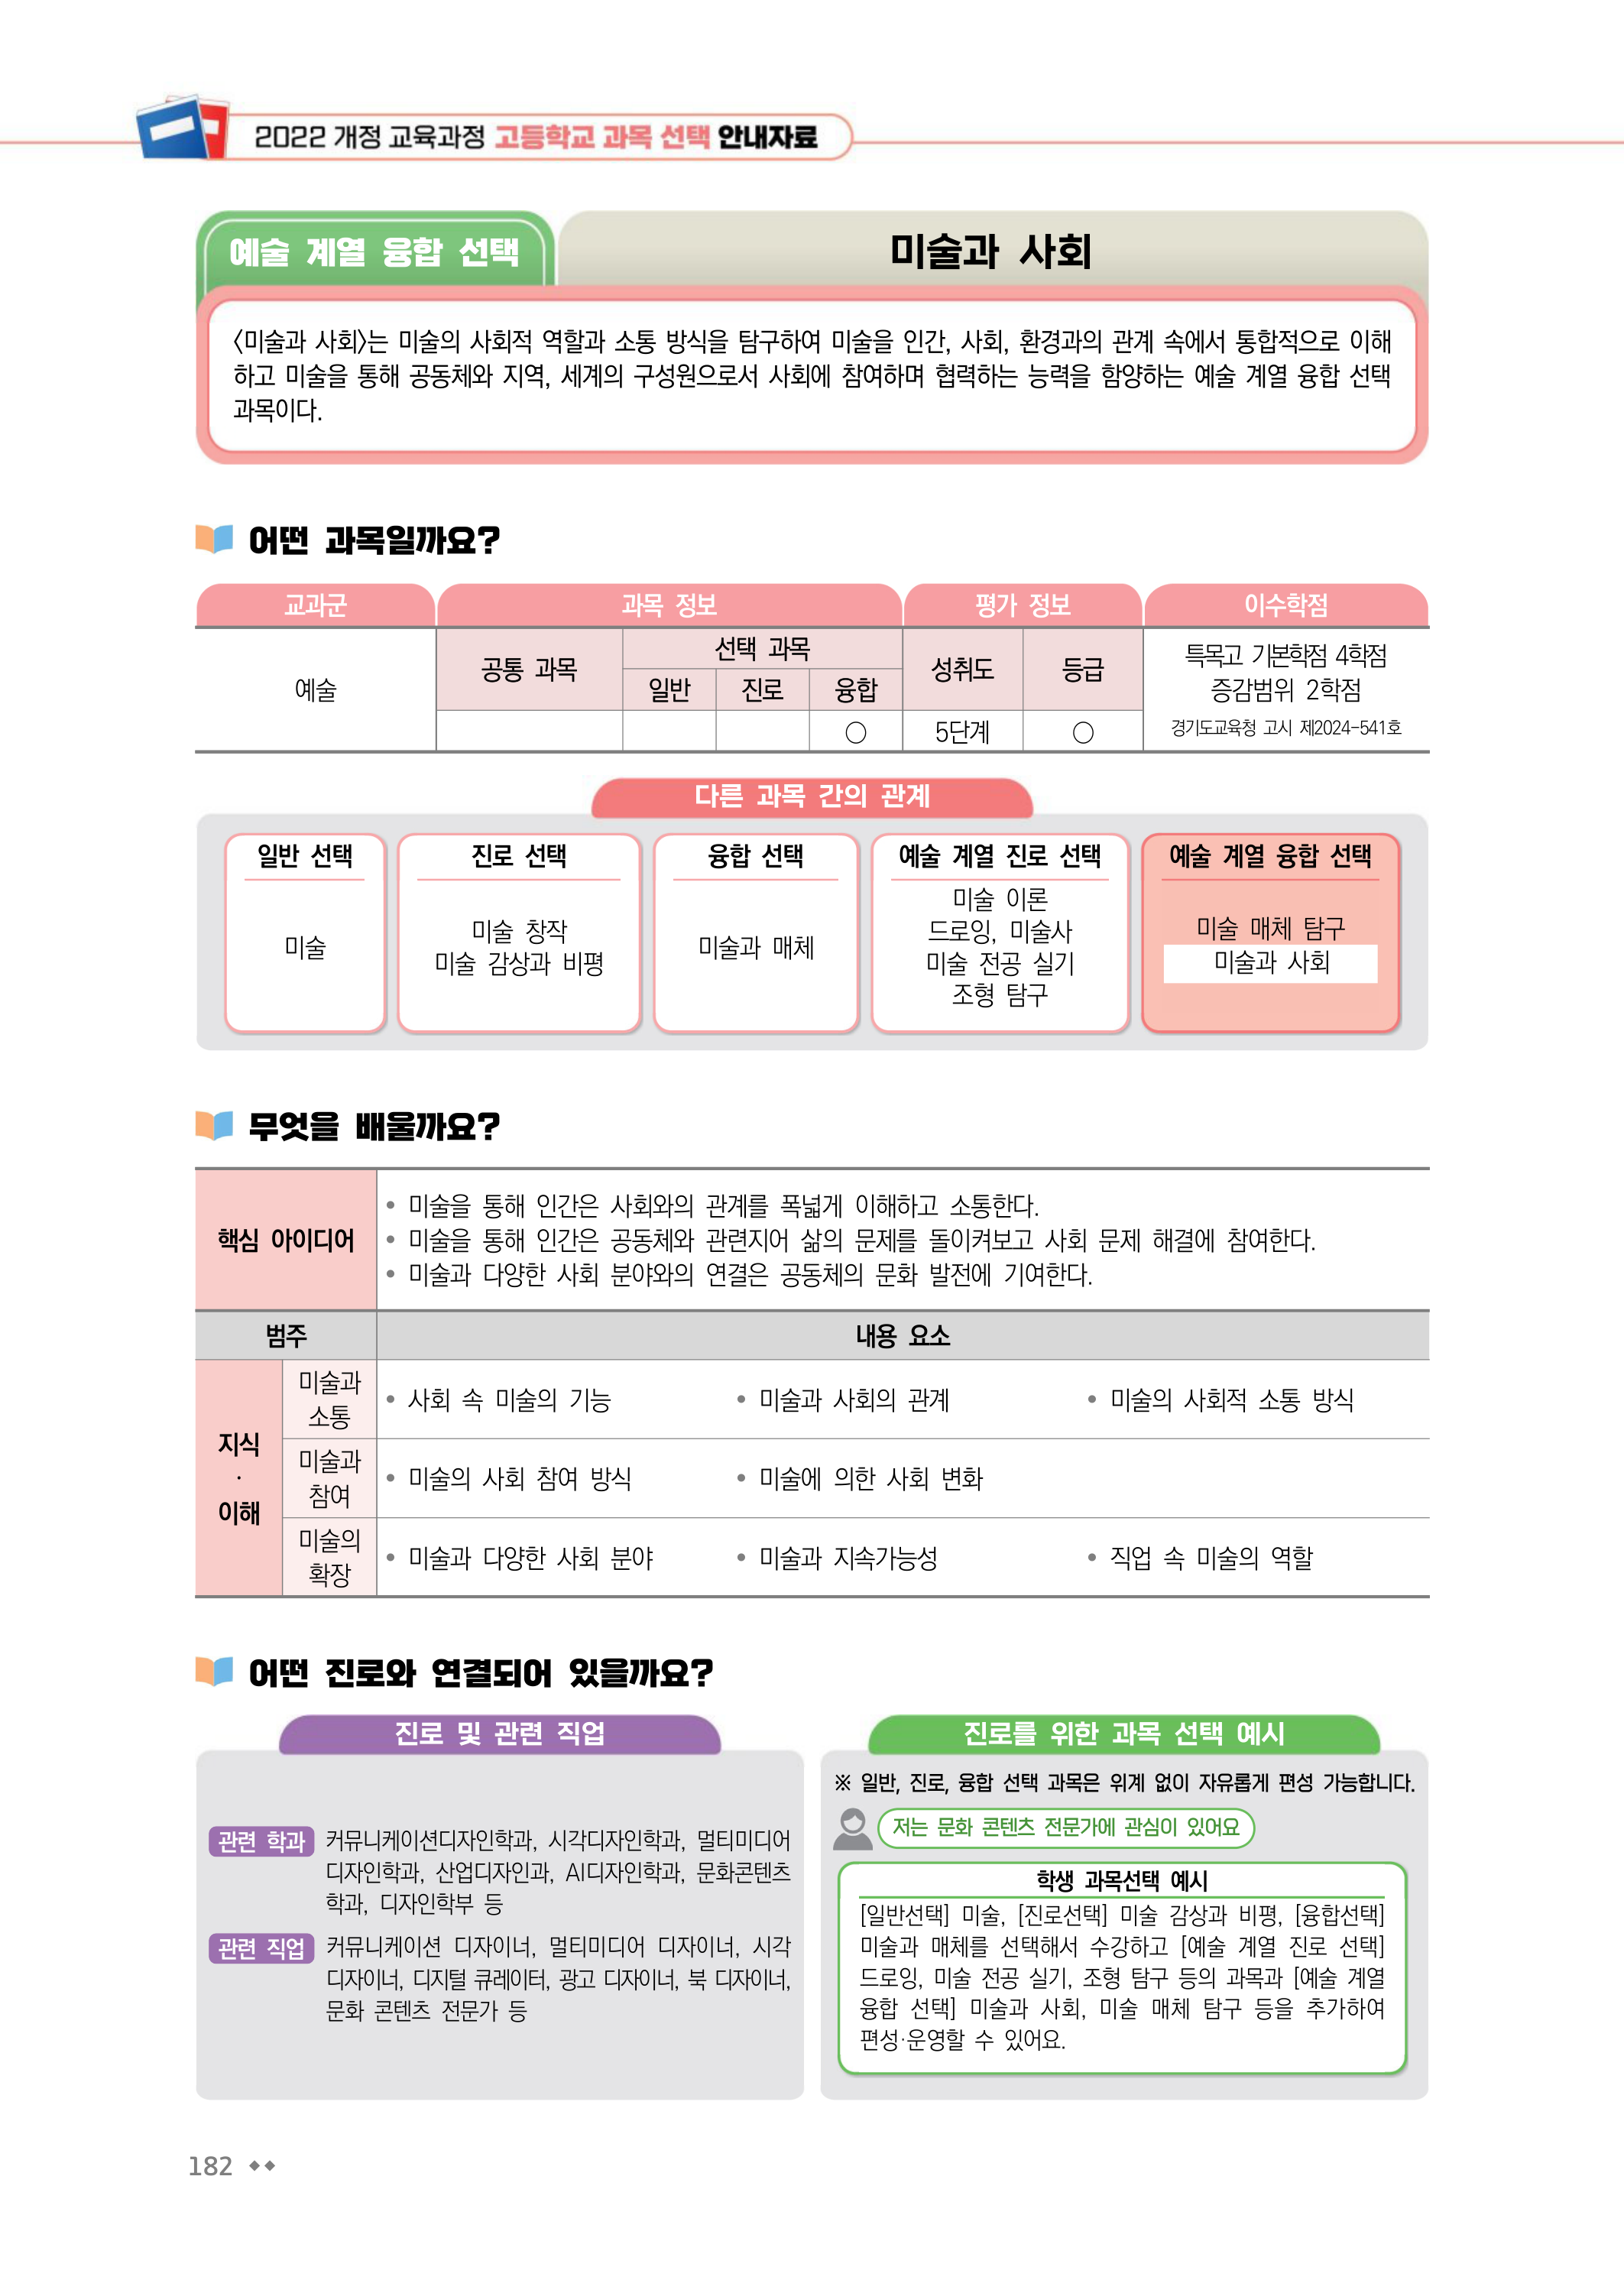 2022 개정 교육과정 고등학교 과목 선택 안내자료
예술 계열 융합 선택
미술과 사회
〈미술과 사회〉는 미술의 사회적 역할과 소통 방식을 탐구하여 미술을 인간, 사회, 환경과의 관계 속에서 통합적으로 이해
하고 미술을 통해 공동체와 지역, 세계의 구성원으로서 사회에 참여하며 협력하는 능력을 함양하는 예술 계열 융합 선택
과목이다.
어떤 과목일까요?
교과군 과목 정보 평가 정보 이수학점
예술
공통 과목
선택 과목
일반 진로 융합
○
성취도 등급
5단계 ○
특목고 기본학점 4학점
증감범위 2학점
경기도교육청 고시 제2024-541호
다른 과목 간의 관계
일반 선택
미술
진로 선택
미술 창작
미술 감상과 비평
융합 선택
미술과 매체
예술 계열 진로 선택
미술 이론
드로잉, 미술사
미술 전공 실기
조형 탐구
예술 계열 융합 선택
미술 매체 탐구
미술과 사회
무엇을 배울까요?
핵심 아이디어
• 미술을 통해 인간은 사회와의 관계를 폭넓게 이해하고 소통한다.
• 미술을 통해 인간은 공동체와 관련지어 삶의 문제를 돌이켜보고 사회 문제 해결에 참여한다.
• 미술과 다양한 사회 분야와의 연결은 공동체의 문화 발전에 기여한다.
범주 내용 요소
지식
·
이해
미술과
소통
• 사회 속 미술의 기능 • 미술과 사회의 관계 • 미술의 사회적 소통 방식
미술과
참여
• 미술의 사회 참여 방식 • 미술에 의한 사회 변화
미술의
확장
• 미술과 다양한 사회 분야 • 미술과 지속가능성 • 직업 속 미술의 역할
어떤 진로와 연결되어 있을까요?
진로 및 관련 직업
관련 학과 커뮤니케이션디자인학과, 시각디자인학과, 멀티미디어
디자인학과, 산업디자인과, AI디자인학과, 문화콘텐츠
학과, 디자인학부 등
관련 직업 커뮤니케이션 디자이너, 멀티미디어 디자이너, 시각
디자이너, 디지털 큐레이터, 광고 디자이너, 북 디자이너,
문화 콘텐츠 전문가 등
진로를 위한 과목 선택 예시
※ 일반, 진로, 융합 선택 과목은 위계 없이 자유롭게 편성 가능합니다.
저는 문화 콘텐츠 전문가에 관심이 있어요
학생 과목선택 예시
[일반선택] 미술, [진로선택] 미술 감상과 비평, [융합선택]
미술과 매체를 선택해서 수강하고 [예술 계열 진로 선택]
드로잉, 미술 전공 실기, 조형 탐구 등의 과목과 [예술 계열
융합 선택] 미술과 사회, 미술 매체 탐구 등을 추가하여
편성·운영할 수 있어요.
182 ◆◆